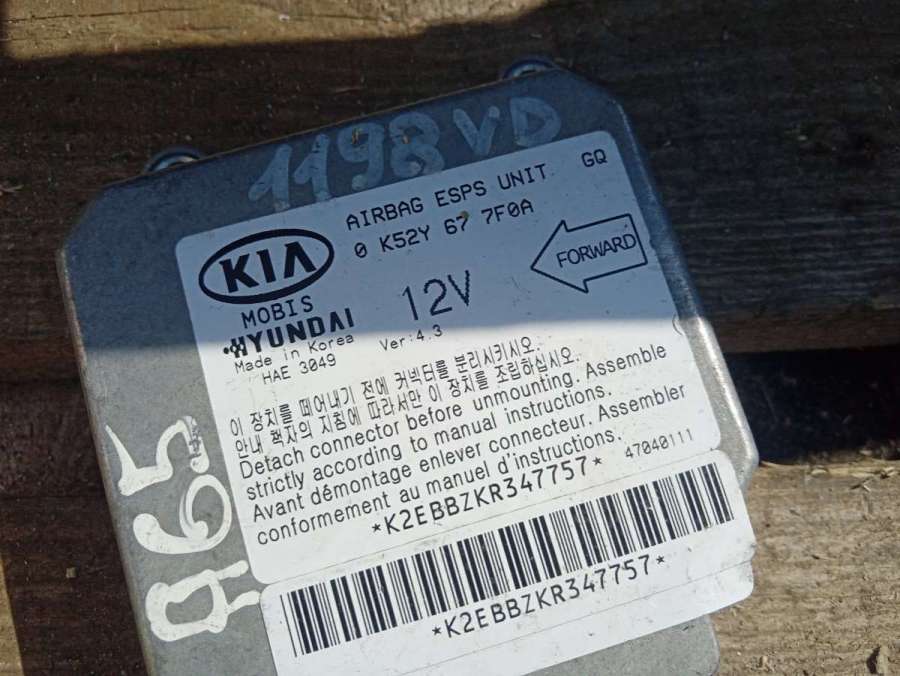 1198VD
AIRBAG ESPS UNIT GQ
0 K52Y 67 7F0A
KIA
FORWARD
MOBIS
12V
HYUNDAI
Made in Korea
Ver:4.3
HAE 3049
이 장치를 떼어내기 전에 커넥터를 분리시키시오.
안내 책자의 지침에 따라서만 이 장치를 조립하십시오.
Detach connector before unmounting. Assemble
strictly according to manual instructions.
Avant démontage enlever connecteur. Assembler
conformement au manuel d'instructions.
47040111
*K2EBBZKR347757*
*K2EBBZKR347757*
965